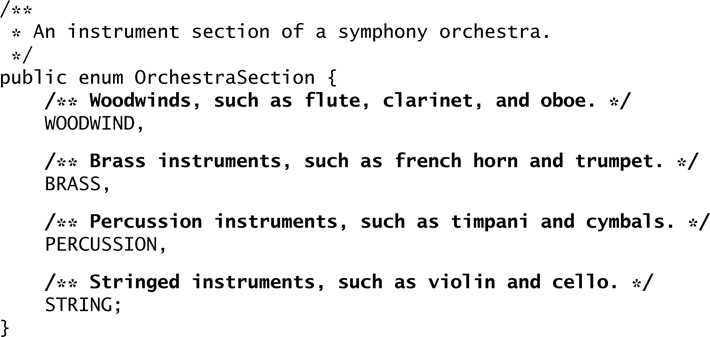 /**
 * An instrument section of a symphony orchestra.
 */
public enum OrchestraSection {
    /** Woodwinds, such as flute, clarinet, and oboe. */
    WOODWIND,
    /** Brass instruments, such as french horn and trumpet. */
    BRASS,
    /** Percussion instruments, such as timpani and cymbals. */
    PERCUSSION,
    /** Stringed instruments, such as violin and cello. */
    STRING;
}